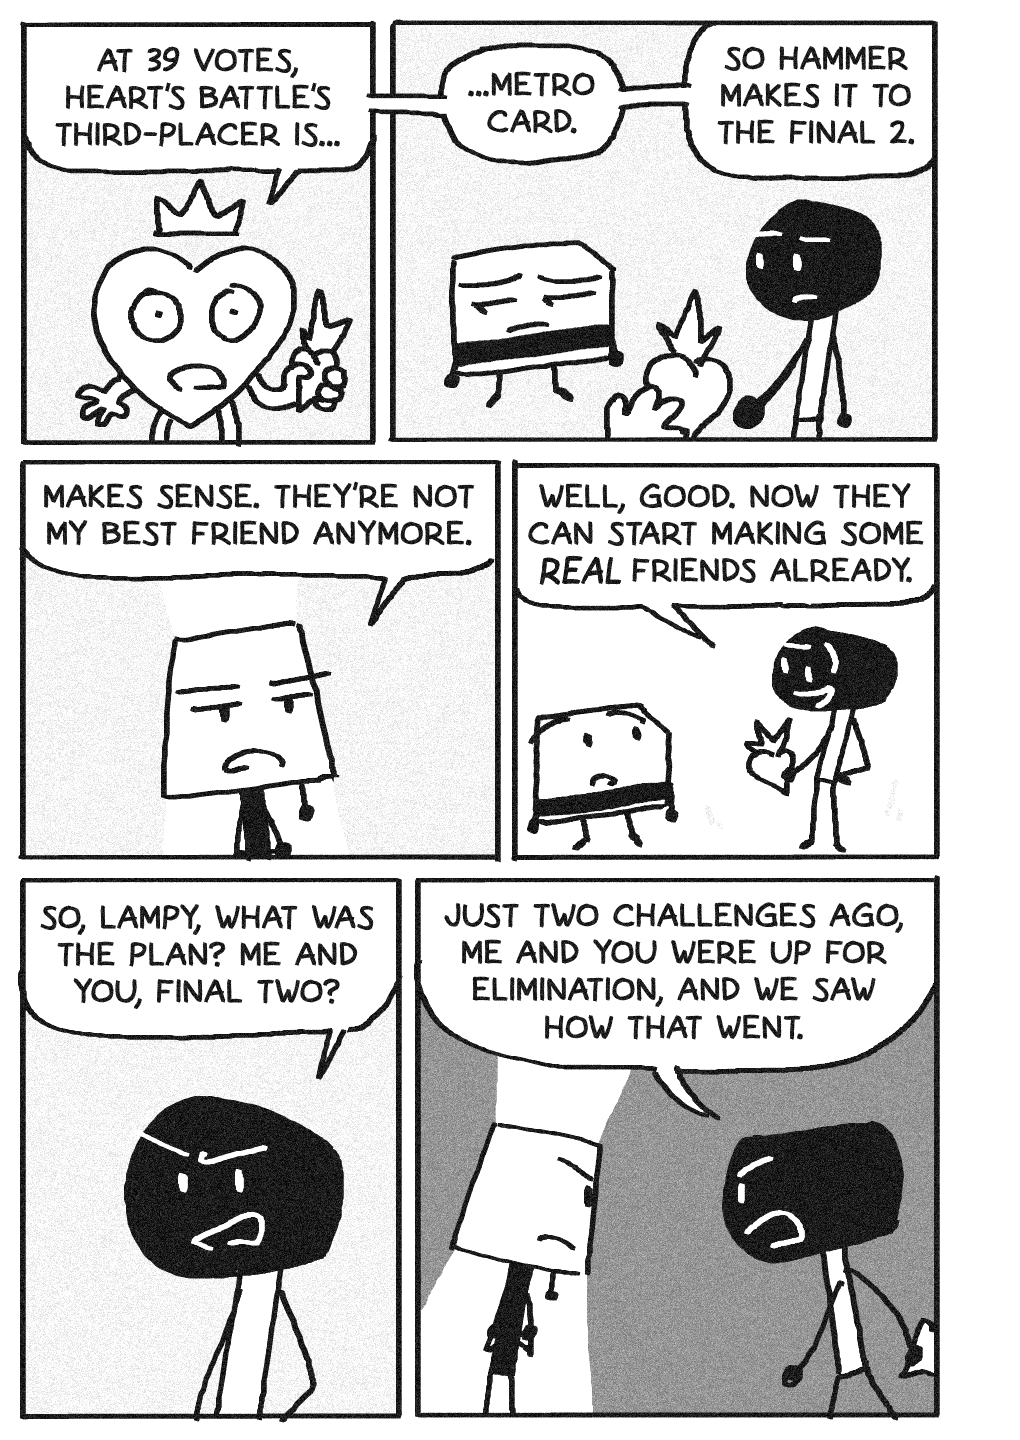 AT 39 VOTES,
HEART'S BATTLE'S
THIRD-PLACER IS...
...METRO
CARD.
SO HAMMER
MAKES IT TO
THE FINAL 2.
MAKES SENSE. THEY'RE NOT
MY BEST FRIEND ANYMORE.
WELL, GOOD. NOW THEY
CAN START MAKING SOME
REAL FRIENDS ALREADY.
SO, LAMPY, WHAT WAS
THE PLAN? ME AND
YOU, FINAL TWO?
JUST TWO CHALLENGES AGO,
ME AND YOU WERE UP FOR
ELIMINATION, AND WE SAW
HOW THAT WENT.